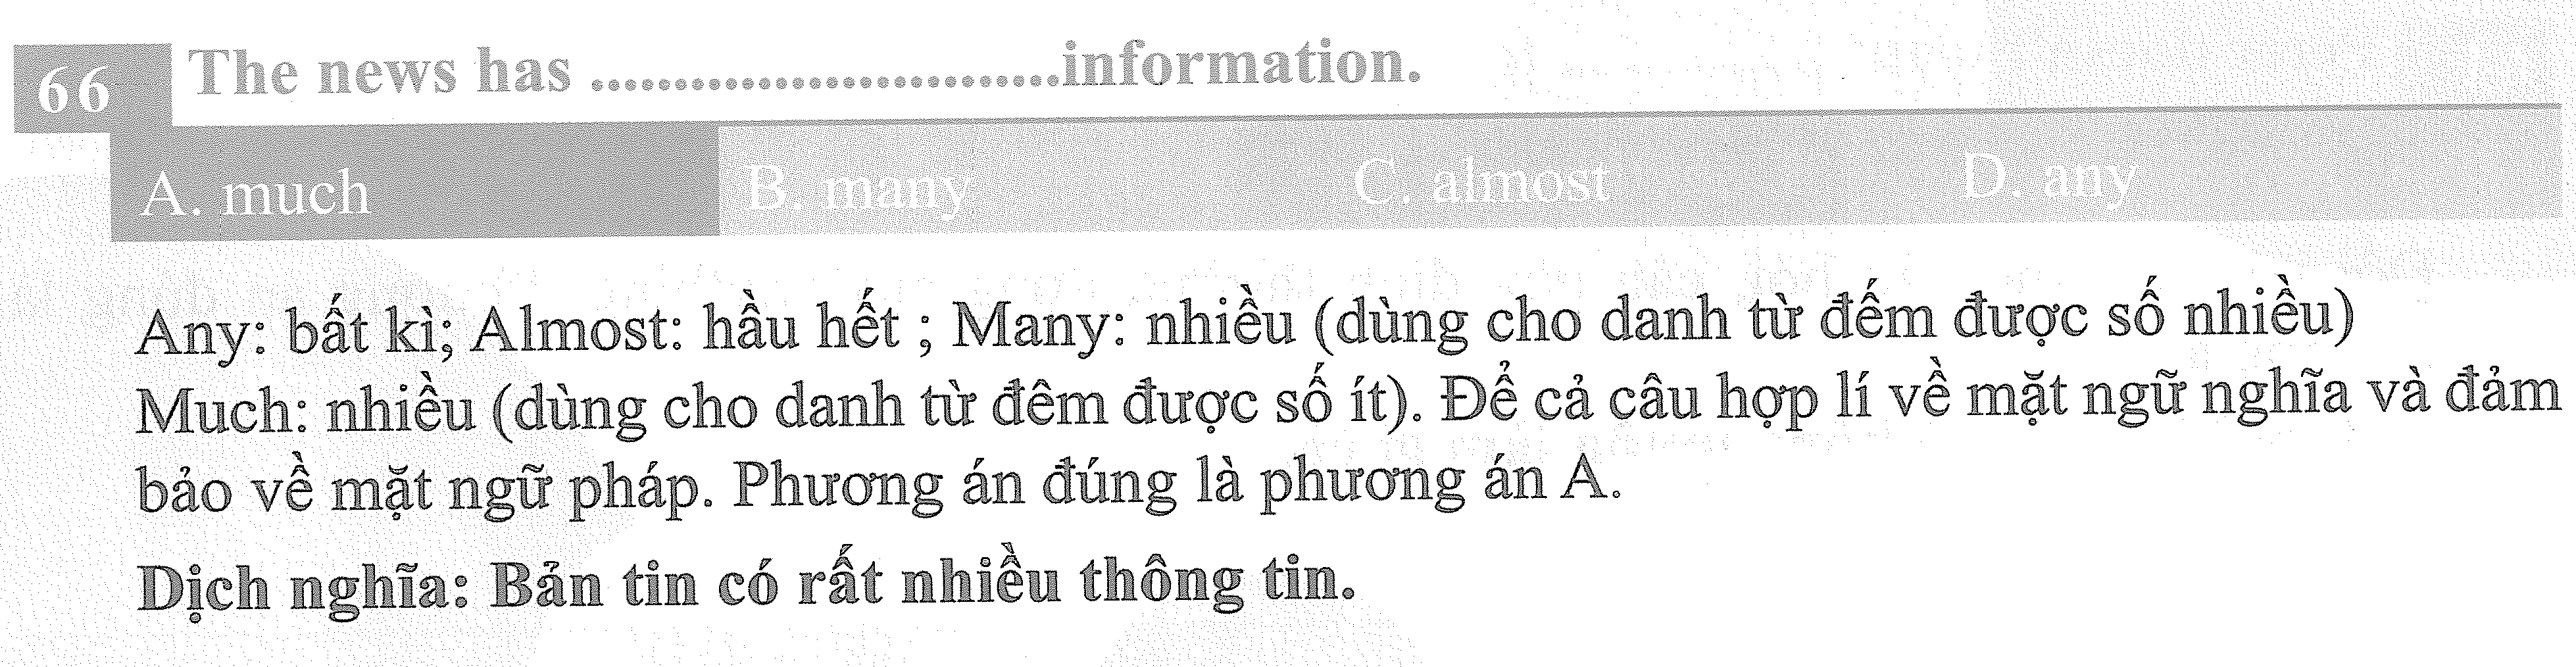 66 The news has ............................information.
A. much B. many C. almost D. any
Any: bất kì; Almost: hầu hết ; Many: nhiều (dùng cho danh từ đếm được số nhiều)
Much: nhiều (dùng cho danh từ đêm được số ít). Để cả câu hợp lí về mặt ngữ nghĩa và đảm
bảo về mặt ngữ pháp. Phương án đúng là phương án A.
Dịch nghĩa: Bản tin có rất nhiều thông tin.